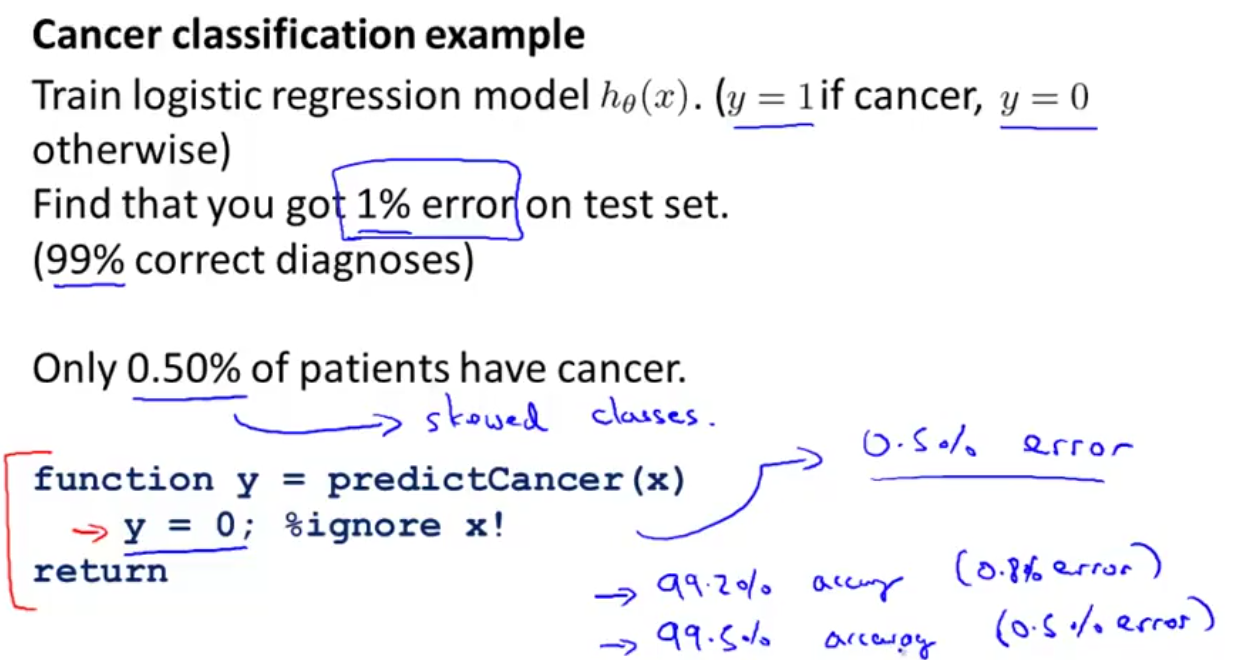 Cancer classification example
Train logistic regression model hθ(x). (y = 1 if cancer, y = 0
otherwise)
Find that you got 1% error on test set.
(99% correct diagnoses)
Only 0.50% of patients have cancer.
skewed classes.
0.5% error
function y = predictCancer(x)
→ y = 0; %ignore x!
return
→ 99.2% accuracy (0.8% error)
→ 99.5% accuracy (0.5% error)